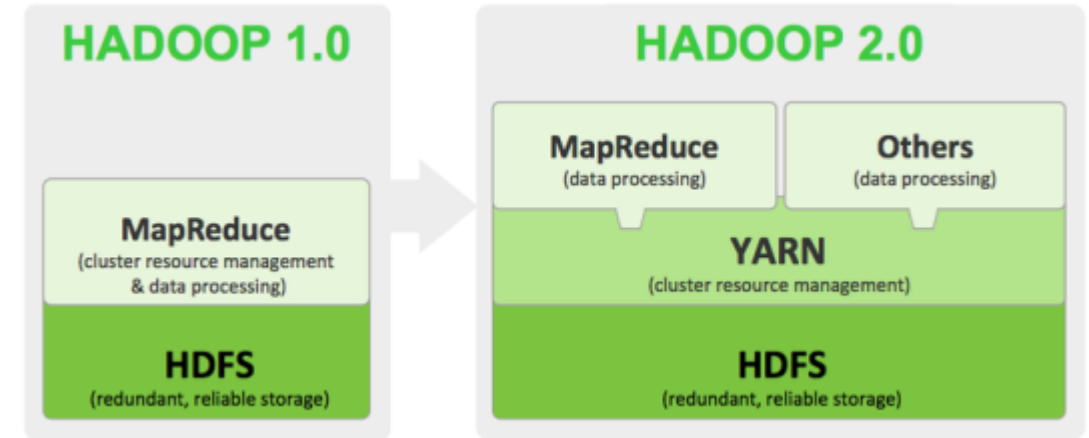 HADOOP 1.0
MapReduce
(cluster resource management
& data processing)
HDFS
(redundant, reliable storage)
HADOOP 2.0
MapReduce
(data processing)
Others
(data processing)
YARN
(cluster resource management)
HDFS
(redundant, reliable storage)